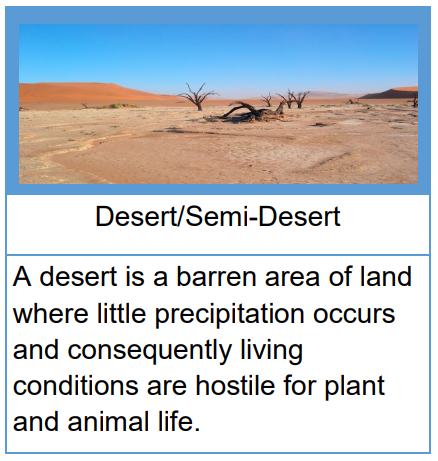 Desert/Semi-Desert
A desert is a barren area of land
where little precipitation occurs
and consequently living
conditions are hostile for plant
and animal life.